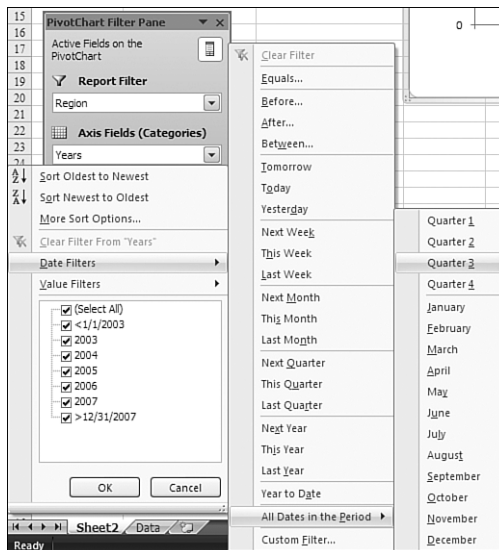 15
16
17
18
19
20
21
22
23
24
PivotChart Filter Pane
Active Fields on the
PivotChart
Report Filter
Region
Axis Fields (Categories)
Years
Sort Oldest to Newest
Sort Newest to Oldest
More Sort Options...
Clear Filter From "Years"
Date Filters
Value Filters
(Select All)
<1/1/2003
2003
2004
2005
2006
2007
>12/31/2007
OK
Cancel
Sheet2
Data
Ready
Clear Filter
Equals...
Before...
After...
Between...
Tomorrow
Today
Yesterday
Next Week
This Week
Last Week
Next Month
This Month
Last Month
Next Quarter
This Quarter
Last Quarter
Next Year
This Year
Last Year
Year to Date
All Dates in the Period
Custom Filter...
0
Quarter 1
Quarter 2
Quarter 3
Quarter 4
January
February
March
April
May
June
July
August
September
October
November
December